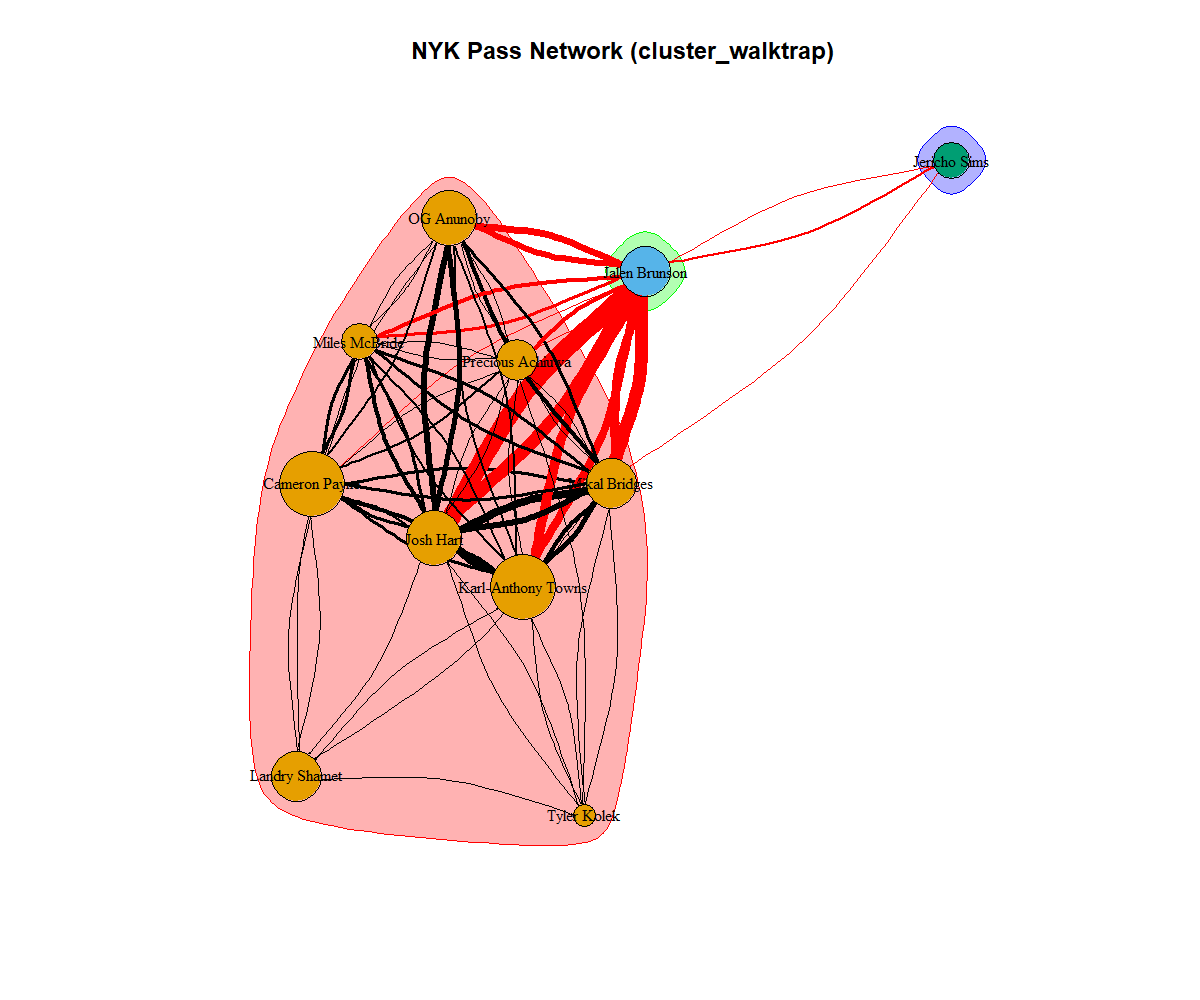 NYK Pass Network (cluster_walktrap)
Jericho Sims
OG Anunoby
Jalen Brunson
Miles McBride
Precious Achiuwa
Cameron Payne
Mikal Bridges
Josh Hart
Karl-Anthony Towns
Landry Shamet
Tyler Kolek